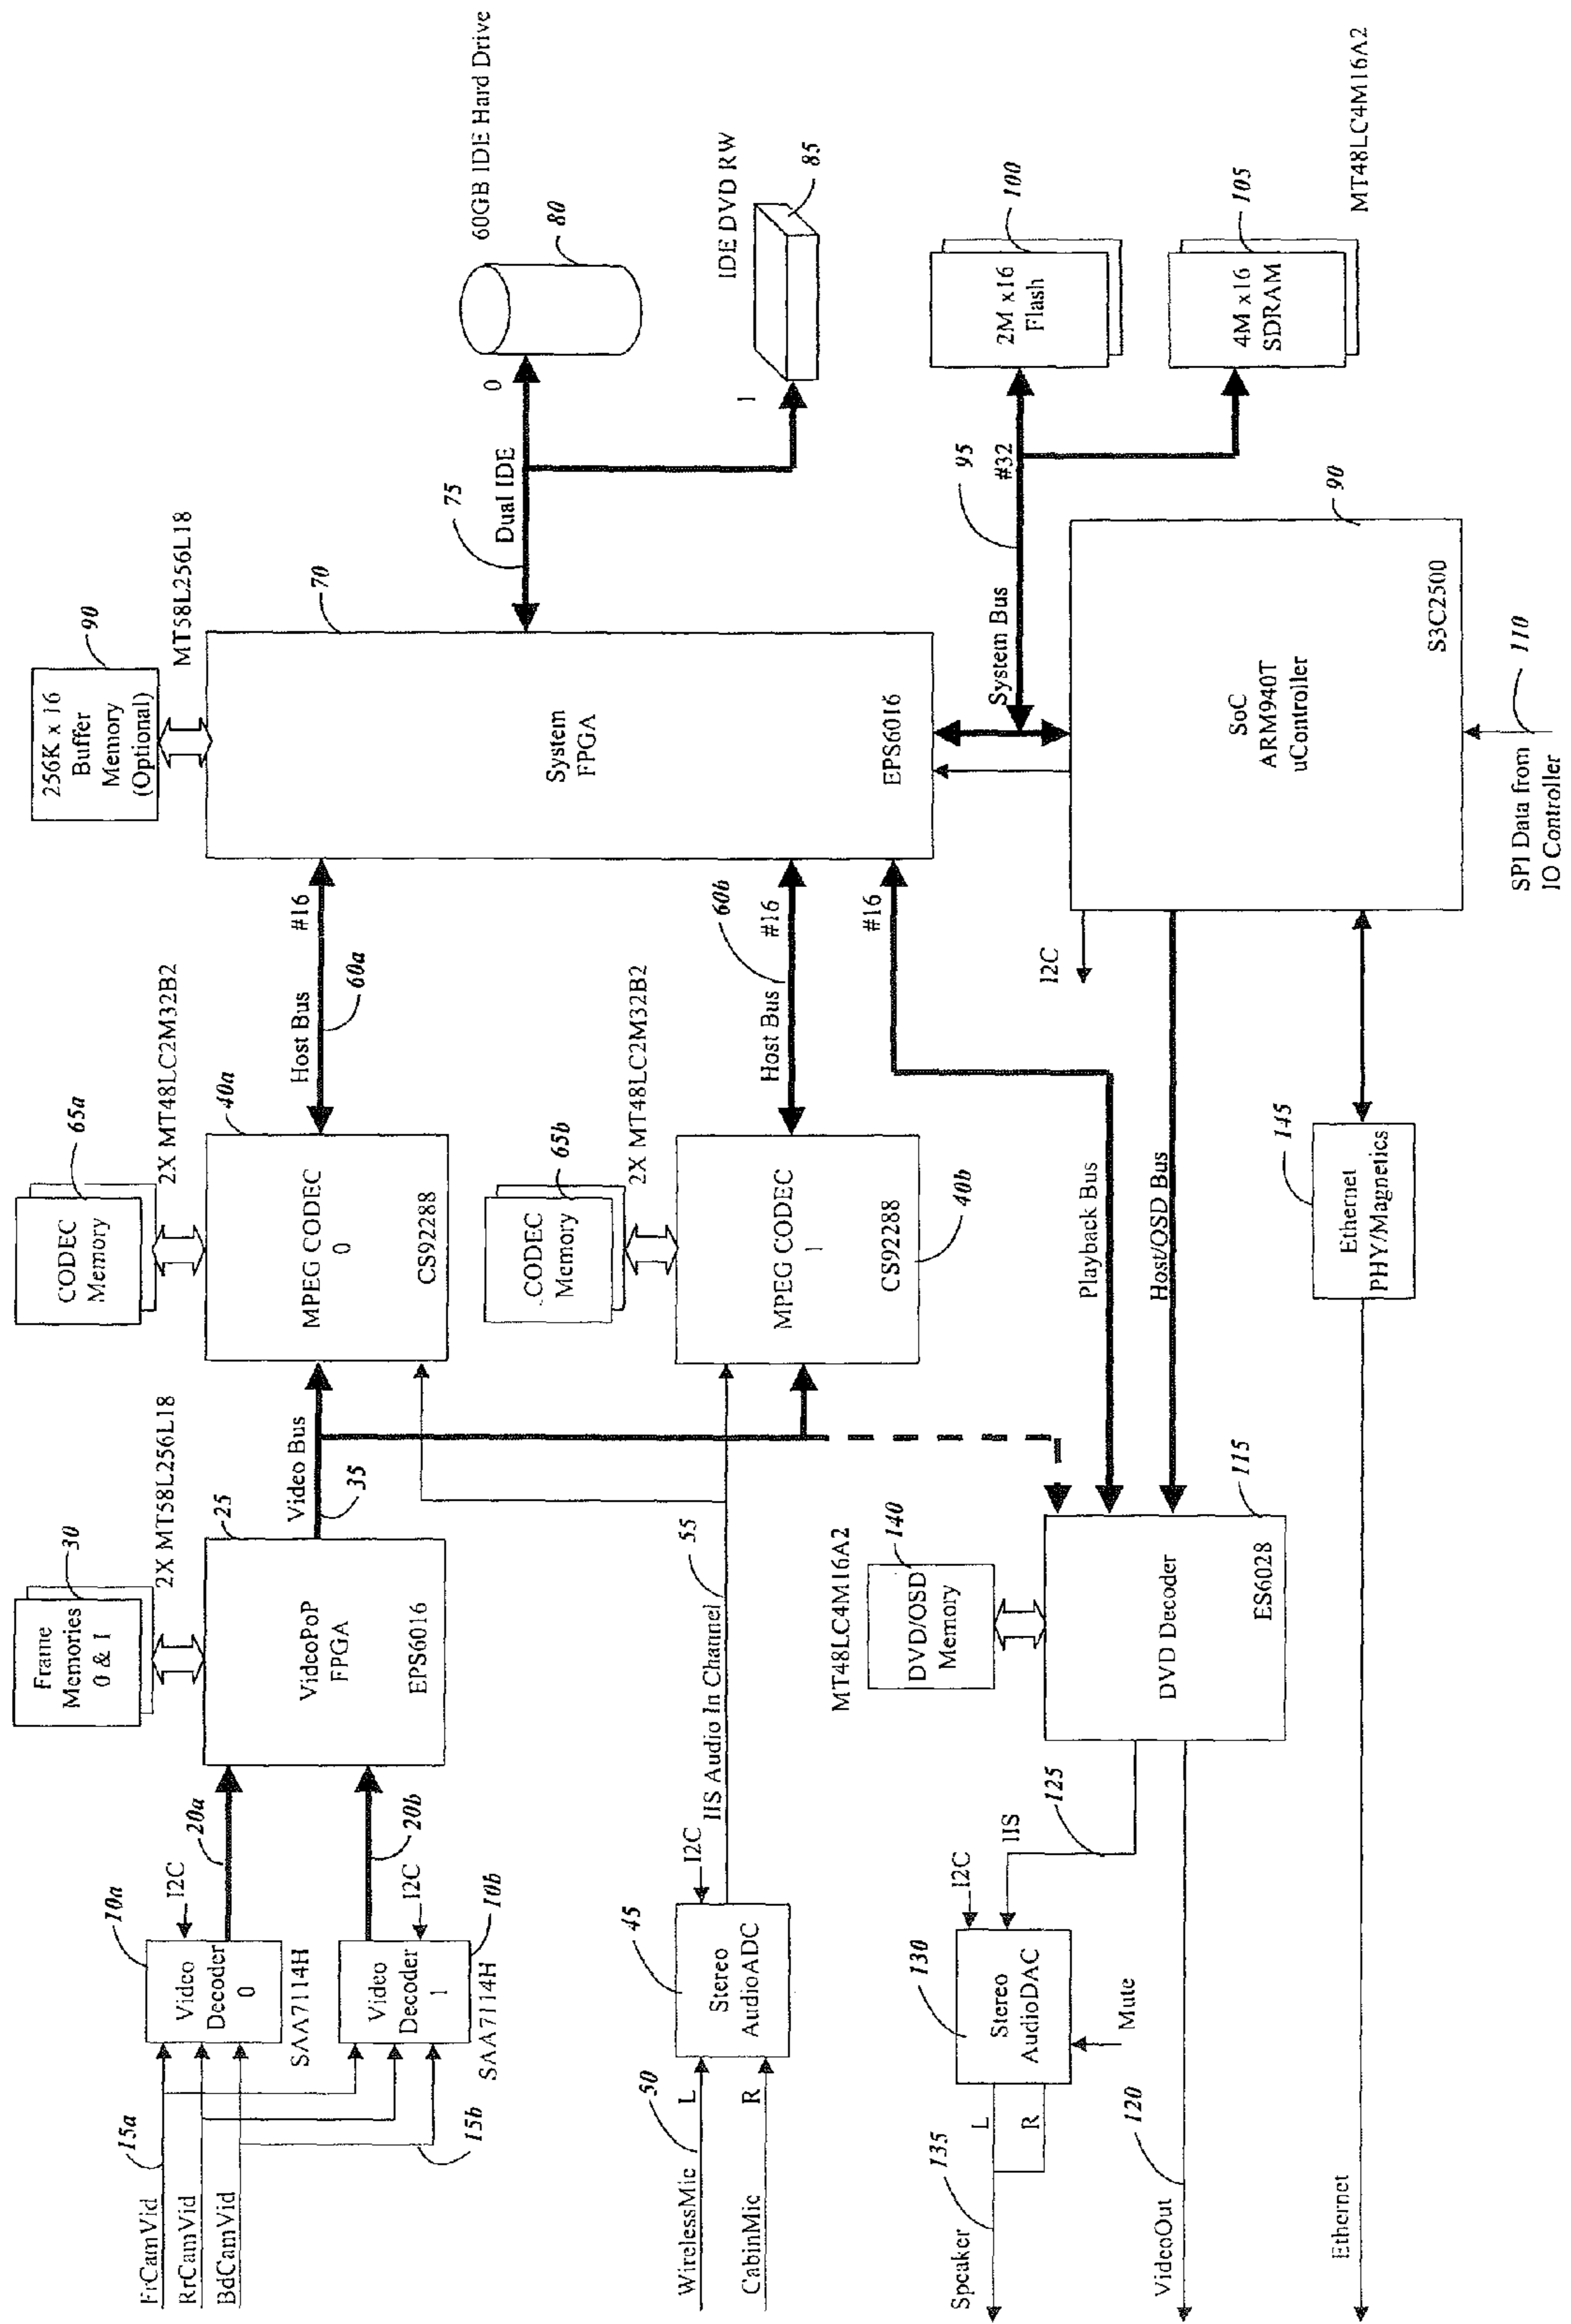 FrCamVid
RrCamVid
BdCamVid
15a
15b
10a
Video
Decoder
0
I2C
SAA7114H
Video
Decoder
1
I2C
10b
SAA7114H
20a
20b
Frame
Memories
0 & 1
30
2X MT58L256L18
25
VideoPoP
FPGA
EPS6016
Video Bus
35
CODEC
Memory
65a
2X MT48LC2M32B2
40a
MPEG CODEC
0
CS92288
Host Bus
#16
60a
CODEC
Memory
65b
2X MT48LC2M32B2
MPEG CODEC
1
CS92288
40b
Host Bus
#16
60b
256K x 16
Buffer
Memory
(Optional)
90
MT58L256L18
70
System
FPGA
EPS6016
75
Dual IDE
0
60GB IDE Hard Drive
80
1
IDE DVD RW
85
WirelessMic
50
L
CabinMic
R
45
Stereo
AudioADC
I2C
IIS Audio In Channel
55
#16
Playback Bus
Host/OSD Bus
System Bus
95
#32
2M x16
Flash
100
4M x16
SDRAM
105
MT48LC4M16A2
SoC
ARM940T
uController
S3C2500
90
I2C
SPI Data from
IO Controller
110
MT48LC4M16A2
DVD/OSD
Memory
140
DVD Decoder
ES6028
115
125
IIS
I2C
130
Stereo
AudioDAC
Mute
Speaker
135
L
R
VideoOut
120
Ethernet
PHY/Magnetics
145
Ethernet